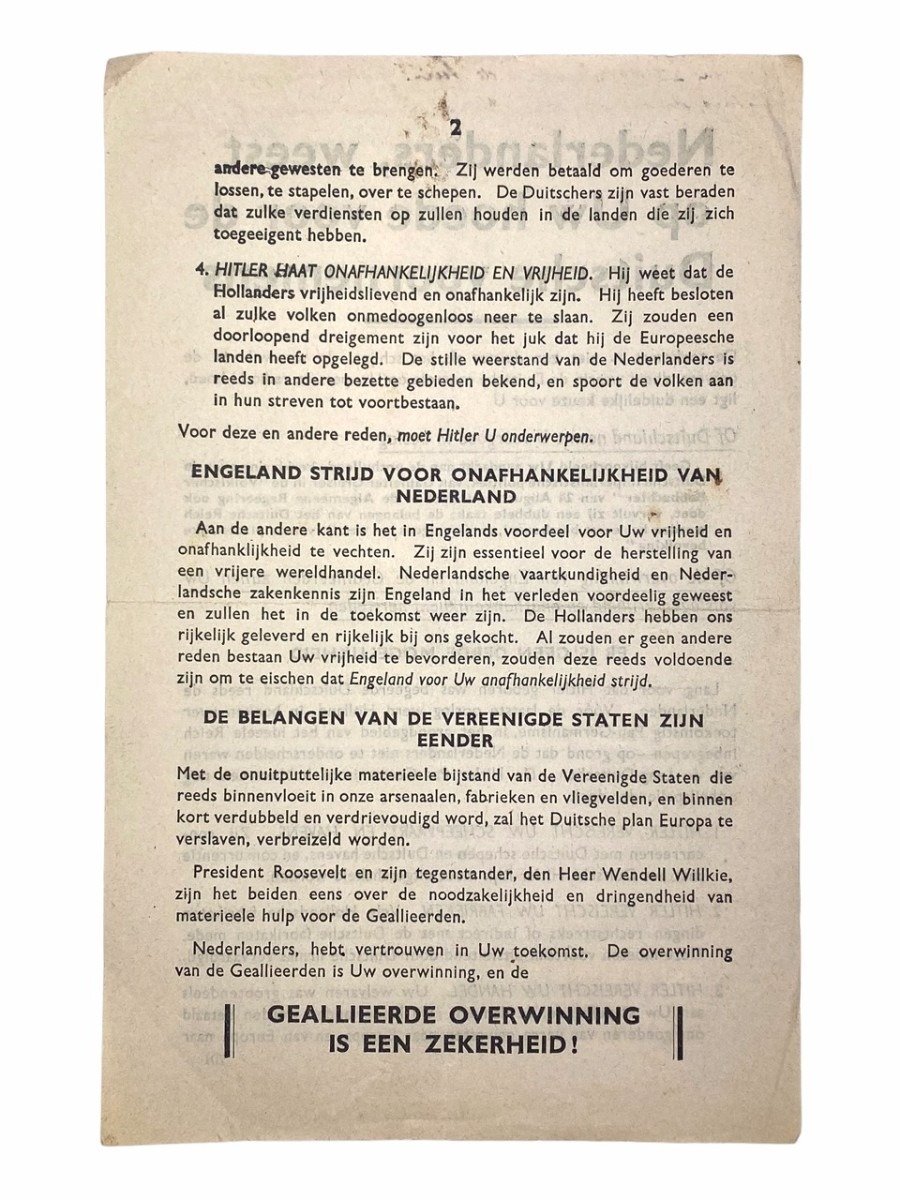 2
andere gewesten te brengen. Zij werden betaald om goederen te
lossen, te stapelen, over te schepen. De Duitschers zijn vast beraden
dat zulke verdiensten op zullen houden in de landen die zij zich
toegeeigent hebben.
4. HITLER HAAT ONAFHANKELIJKHEID EN VRIJHEID. Hij weet dat de
Hollanders vrijheidslievend en onafhankelijk zijn. Hij heeft besloten
al zulke volken onmedoogenloos neer te slaan. Zij zouden een
doorloopend dreigement zijn voor het juk dat hij de Europeesche
landen heeft opgelegd. De stille weerstand van de Nederlanders is
reeds in andere bezette gebieden bekend, en spoort de volken aan
in hun streven tot voortbestaan.
Voor deze en andere reden, moet Hitler U onderwerpen.
ENGELAND STRIJD VOOR ONAFHANKELIJKHEID VAN
NEDERLAND
Aan de andere kant is het in Engelands voordeel voor Uw vrijheid en
onafhanklijkheid te vechten. Zij zijn essentieel voor de herstelling van
een vrijere wereldhandel. Nederlandsche vaartkundigheid en Neder-
landsche zakenkennis zijn Engeland in het verleden voordeelig geweest
en zullen het in de toekomst weer zijn. De Hollanders hebben ons
rijkelijk geleverd en rijkelijk bij ons gekocht. Al zouden er geen andere
reden bestaan Uw vrijheid te bevorderen, zouden deze reeds voldoende
zijn om te eischen dat Engeland voor Uw anafhankelijkheid strijd.
DE BELANGEN VAN DE VEREENIGDE STATEN ZIJN
EENDER
Met de onuitputtelijke materieele bijstand van de Vereenigde Staten die
reeds binnenvloeit in onze arsenaalen, fabrieken en vliegvelden, en binnen
kort verdubbeld en verdrievoudigd word, zal het Duitsche plan Europa te
verslaven, verbreizeld worden.
President Roosevelt en zijn tegenstander, den Heer Wendell Willkie,
zijn het beiden eens over de noodzakelijkheid en dringendheid van
materieele hulp voor de Geallieerden.
Nederlanders, hebt vertrouwen in Uw toekomst. De overwinning
van de Geallieerden is Uw overwinning, en de
GEALLIEERDE OVERWINNING
IS EEN ZEKERHEID!